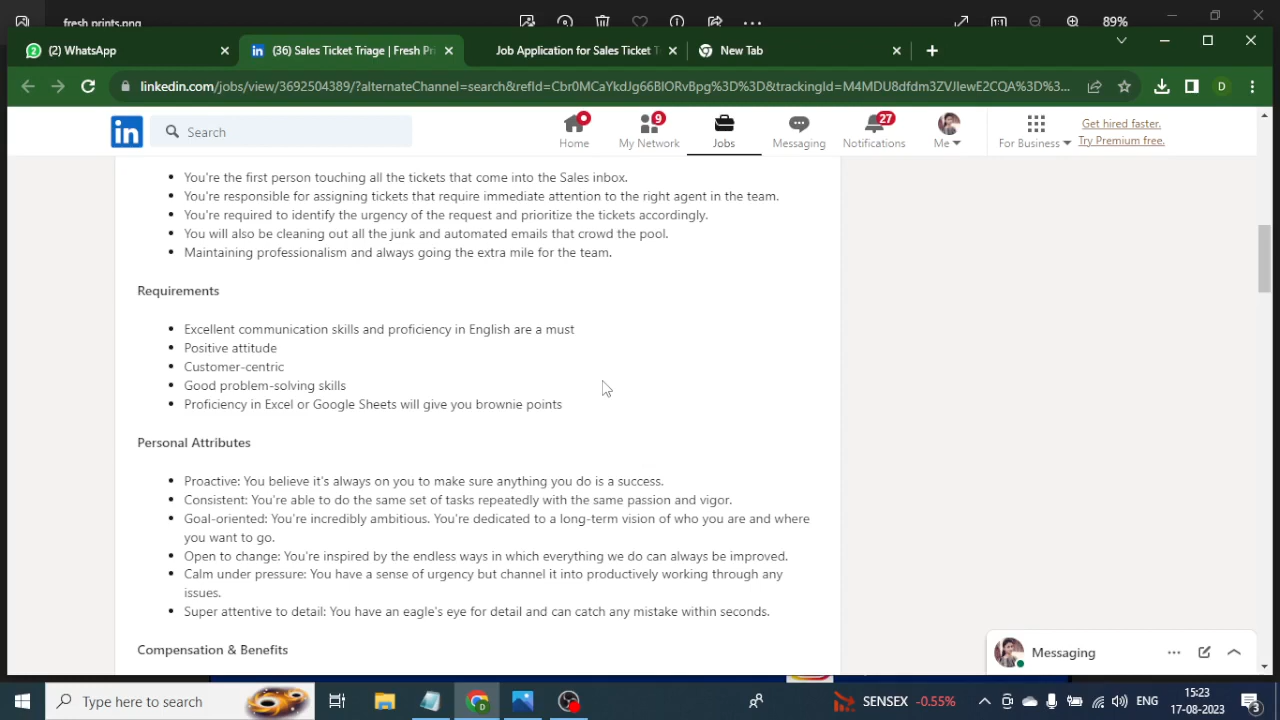 fresh prints.png
89%
(2) WhatsApp
(36) Sales Ticket Triage | Fresh Pri
Job Application for Sales Ticket T
New Tab
linkedin.com/jobs/view/3692504389/?alternateChannel=search&refId=Cbr0MCaYkdJg66BlORvBpg%3D%3D&trackingId=M4MDU8dfdm3ZVJIewE2CQA%3D%3...
D
in
Search
Home
9
My Network
Jobs
Messaging
27
Notifications
Me
For Business
Get hired faster.
Try Premium free.
• You're the first person touching all the tickets that come into the Sales inbox.
• You're responsible for assigning tickets that require immediate attention to the right agent in the team.
• You're required to identify the urgency of the request and prioritize the tickets accordingly.
• You will also be cleaning out all the junk and automated emails that crowd the pool.
• Maintaining professionalism and always going the extra mile for the team.
Requirements
• Excellent communication skills and proficiency in English are a must
• Positive attitude
• Customer-centric
• Good problem-solving skills
• Proficiency in Excel or Google Sheets will give you brownie points
Personal Attributes
• Proactive: You believe it's always on you to make sure anything you do is a success.
• Consistent: You're able to do the same set of tasks repeatedly with the same passion and vigor.
• Goal-oriented: You're incredibly ambitious. You're dedicated to a long-term vision of who you are and where
you want to go.
• Open to change: You're inspired by the endless ways in which everything we do can always be improved.
• Calm under pressure: You have a sense of urgency but channel it into productively working through any
issues.
• Super attentive to detail: You have an eagle's eye for detail and can catch any mistake within seconds.
Compensation & Benefits
Messaging
Type here to search
SENSEX -0.55%
ENG
15:23
17-08-2023
3